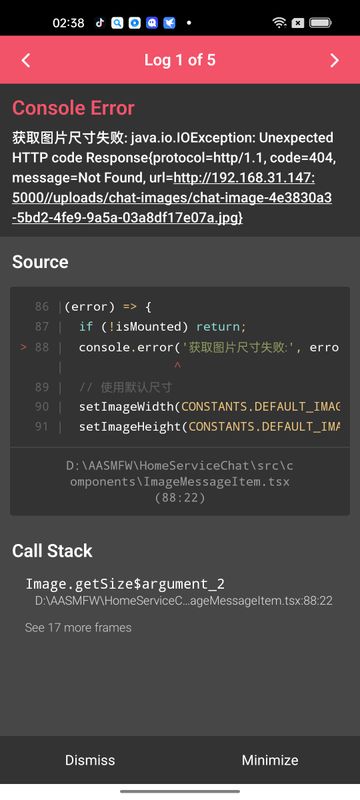 02:38
Log 1 of 5
Console Error
获取图片尺寸失败: java.io.IOException: Unexpected
HTTP code Response{protocol=http/1.1, code=404,
message=Not Found, url=http://192.168.31.147:
5000//uploads/chat-images/chat-image-4e3830a3
-5bd2-4fe9-9a5a-03a8df17e07a.jpg}
Source
86 |(error) => {
87 |  if (!isMounted) return;
> 88 |  console.error('获取图片尺寸失败:', erro
|              ^
89 |  // 使用默认尺寸
90 |  setImageWidth(CONSTANTS.DEFAULT_IMAG
91 |  setImageHeight(CONSTANTS.DEFAULT_IMA
D:\AASMFW\HomeServiceChat\src\c
omponents\ImageMessageItem.tsx
(88:22)
Call Stack
Image.getSize$argument_2
D:\AASMFW\HomeServiceC...ageMessageItem.tsx:88:22
See 17 more frames
Dismiss
Minimize